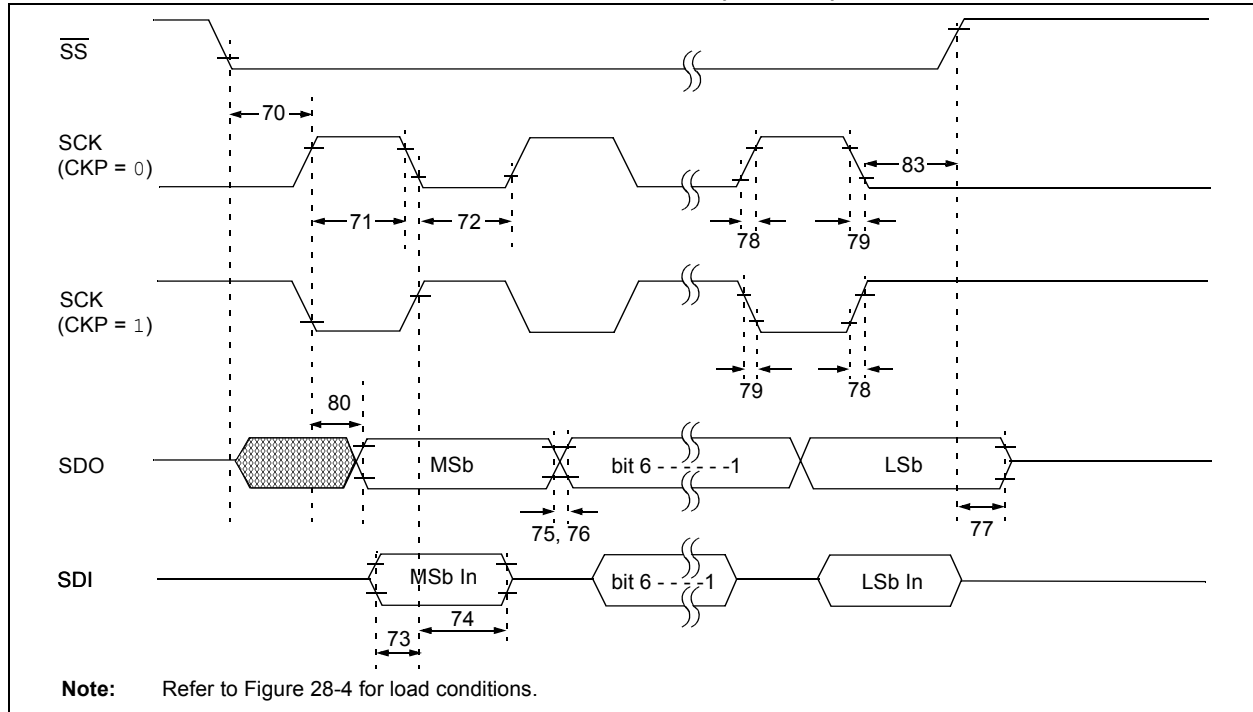 SS
70
SCK
(CKP = 0)
83
71
72
78
79
SCK
(CKP = 1)
79
78
80
SDO
MSb
bit 6 - - - - - -1
LSb
75, 76
77
SDI
MSb In
bit 6 - - - -1
LSb In
74
73
Note: Refer to Figure 28-4 for load conditions.